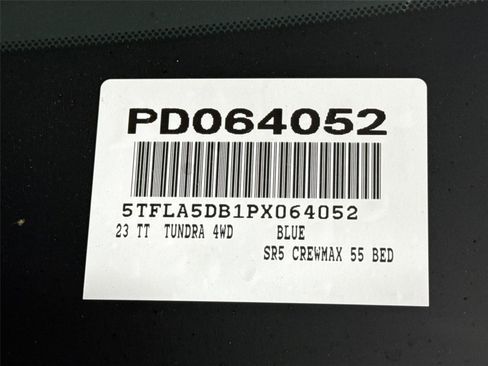 PD064052
5TFLA5DB1PX064052
23 TT TUNDRA 4WD BLUE
SR5 CREWMAX 55 BED